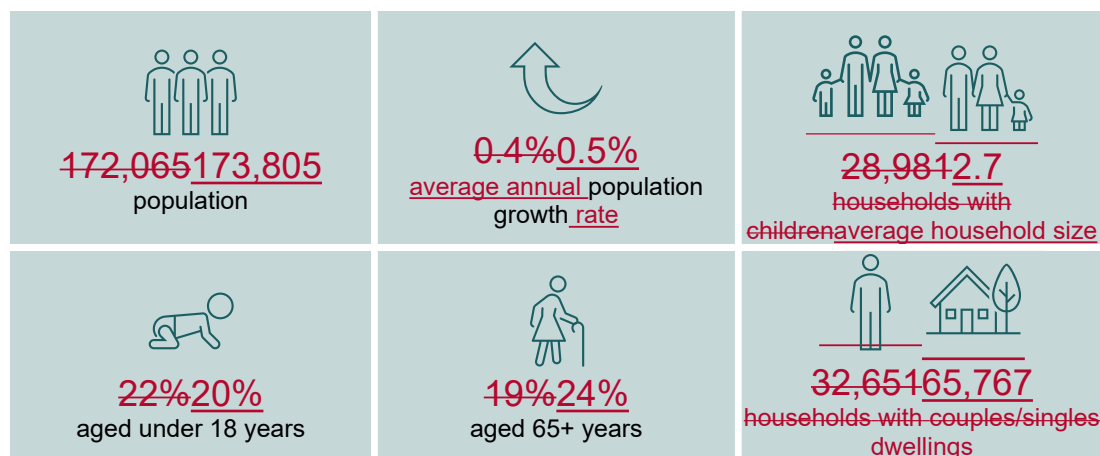 172,065173,805
population
0.4%0.5%
average annual population
growth rate
28,9812.7
households with
childrenaverage household size
22%20%
aged under 18 years
19%24%
aged 65+ years
32,65165,767
households with couples/singles
dwellings